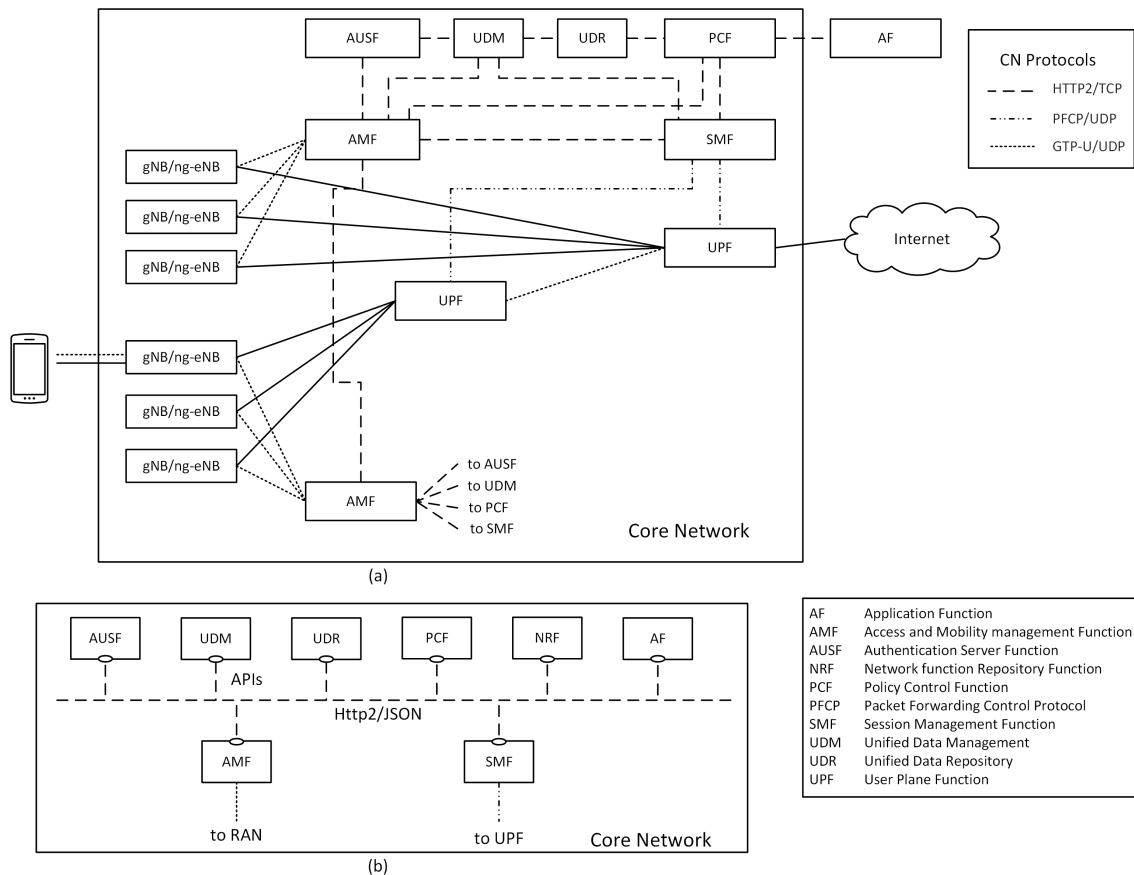 AUSF
UDM
UDR
PCF
AF
CN Protocols
HTTP2/TCP
PFCP/UDP
GTP-U/UDP
AMF
SMF
gNB/ng-eNB
gNB/ng-eNB
gNB/ng-eNB
UPF
Internet
UPF
gNB/ng-eNB
gNB/ng-eNB
gNB/ng-eNB
AMF
to AUSF
to UDM
to PCF
to SMF
Core Network
(a)
AUSF
UDM
UDR
PCF
NRF
AF
APIs
Http2/JSON
AMF
SMF
to RAN
to UPF
Core Network
(b)
AF Application Function
AMF Access and Mobility management Function
AUSF Authentication Server Function
NRF Network function Repository Function
PCF Policy Control Function
PFCP Packet Forwarding Control Protocol
SMF Session Management Function
UDM Unified Data Management
UDR Unified Data Repository
UPF User Plane Function